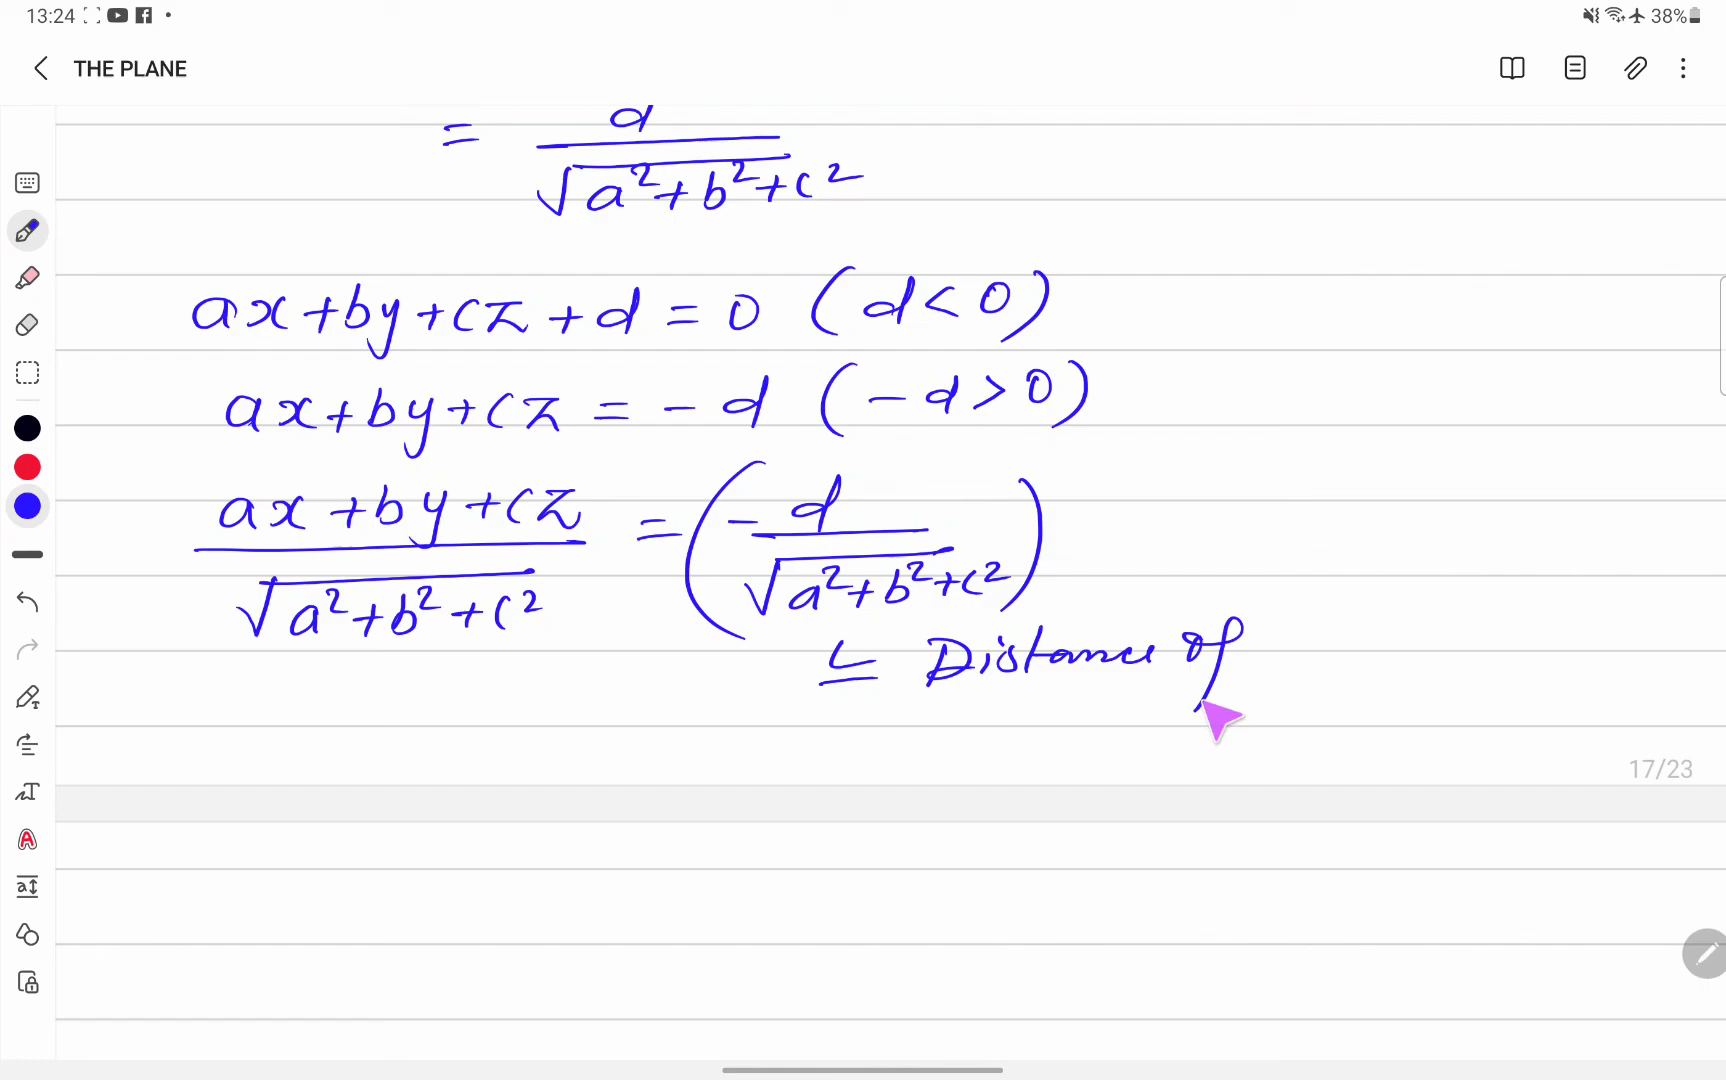 13:24
38%
THE PLANE
= d / √a²+b²+c²
ax+by+cz+d = 0 (d<0)
ax+by+cz = -d (-d>0)
ax+by+cz / √a²+b²+c² = (-d / √a²+b²+c²)
Distance of
17/23